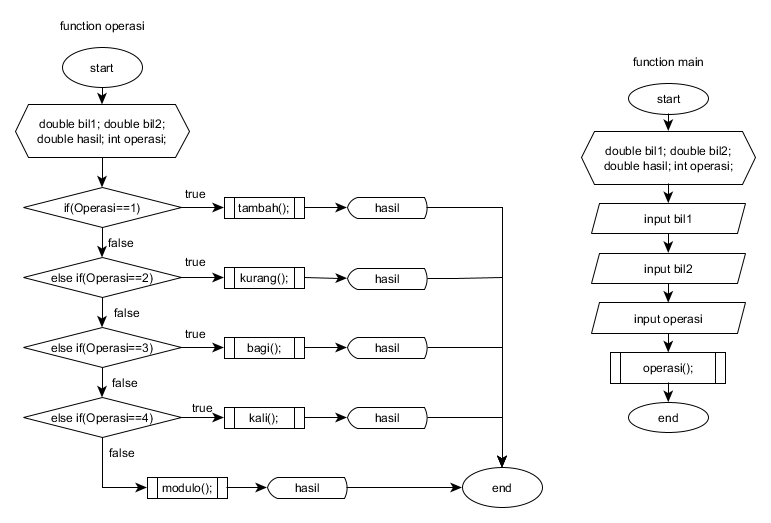 function operasi
start
double bil1; double bil2;
double hasil; int operasi;
if(Operasi==1)
true
tambah();
hasil
false
else if(Operasi==2)
true
kurang();
hasil
false
else if(Operasi==3)
true
bagi();
hasil
false
else if(Operasi==4)
true
kali();
hasil
false
modulo();
hasil
end
function main
start
double bil1; double bil2;
double hasil; int operasi;
input bil1
input bil2
input operasi
operasi();
end